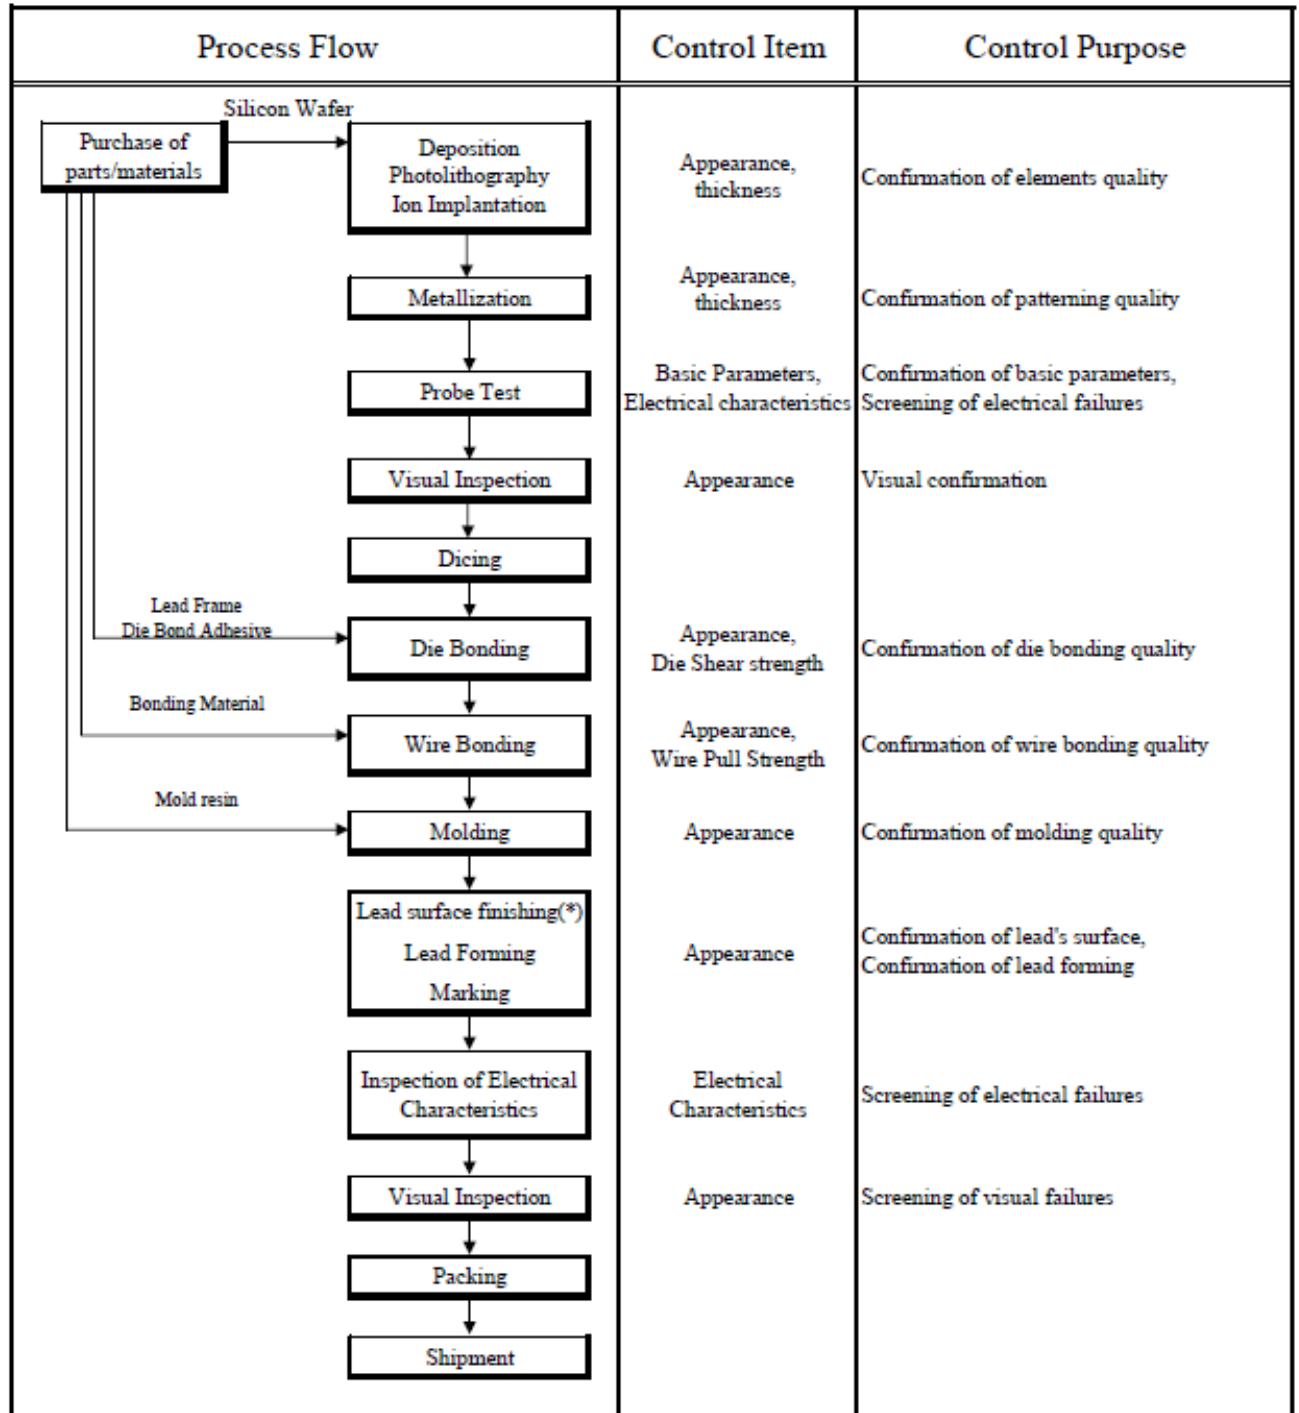 Process Flow
Control Item
Control Purpose
Silicon Wafer
Purchase of
parts/materials
Deposition
Photolithography
Ion Implantation
Appearance,
thickness
Confirmation of elements quality
Metallization
Appearance,
thickness
Confirmation of patterning quality
Probe Test
Basic Parameters,
Electrical characteristics
Confirmation of basic parameters,
Screening of electrical failures
Visual Inspection
Appearance
Visual confirmation
Dicing
Lead Frame
Die Bond Adhesive
Die Bonding
Appearance,
Die Shear strength
Confirmation of die bonding quality
Bonding Material
Wire Bonding
Appearance,
Wire Pull Strength
Confirmation of wire bonding quality
Mold resin
Molding
Appearance
Confirmation of molding quality
Lead surface finishing(*)
Lead Forming
Marking
Appearance
Confirmation of lead's surface,
Confirmation of lead forming
Inspection of Electrical
Characteristics
Electrical
Characteristics
Screening of electrical failures
Visual Inspection
Appearance
Screening of visual failures
Packing
Shipment